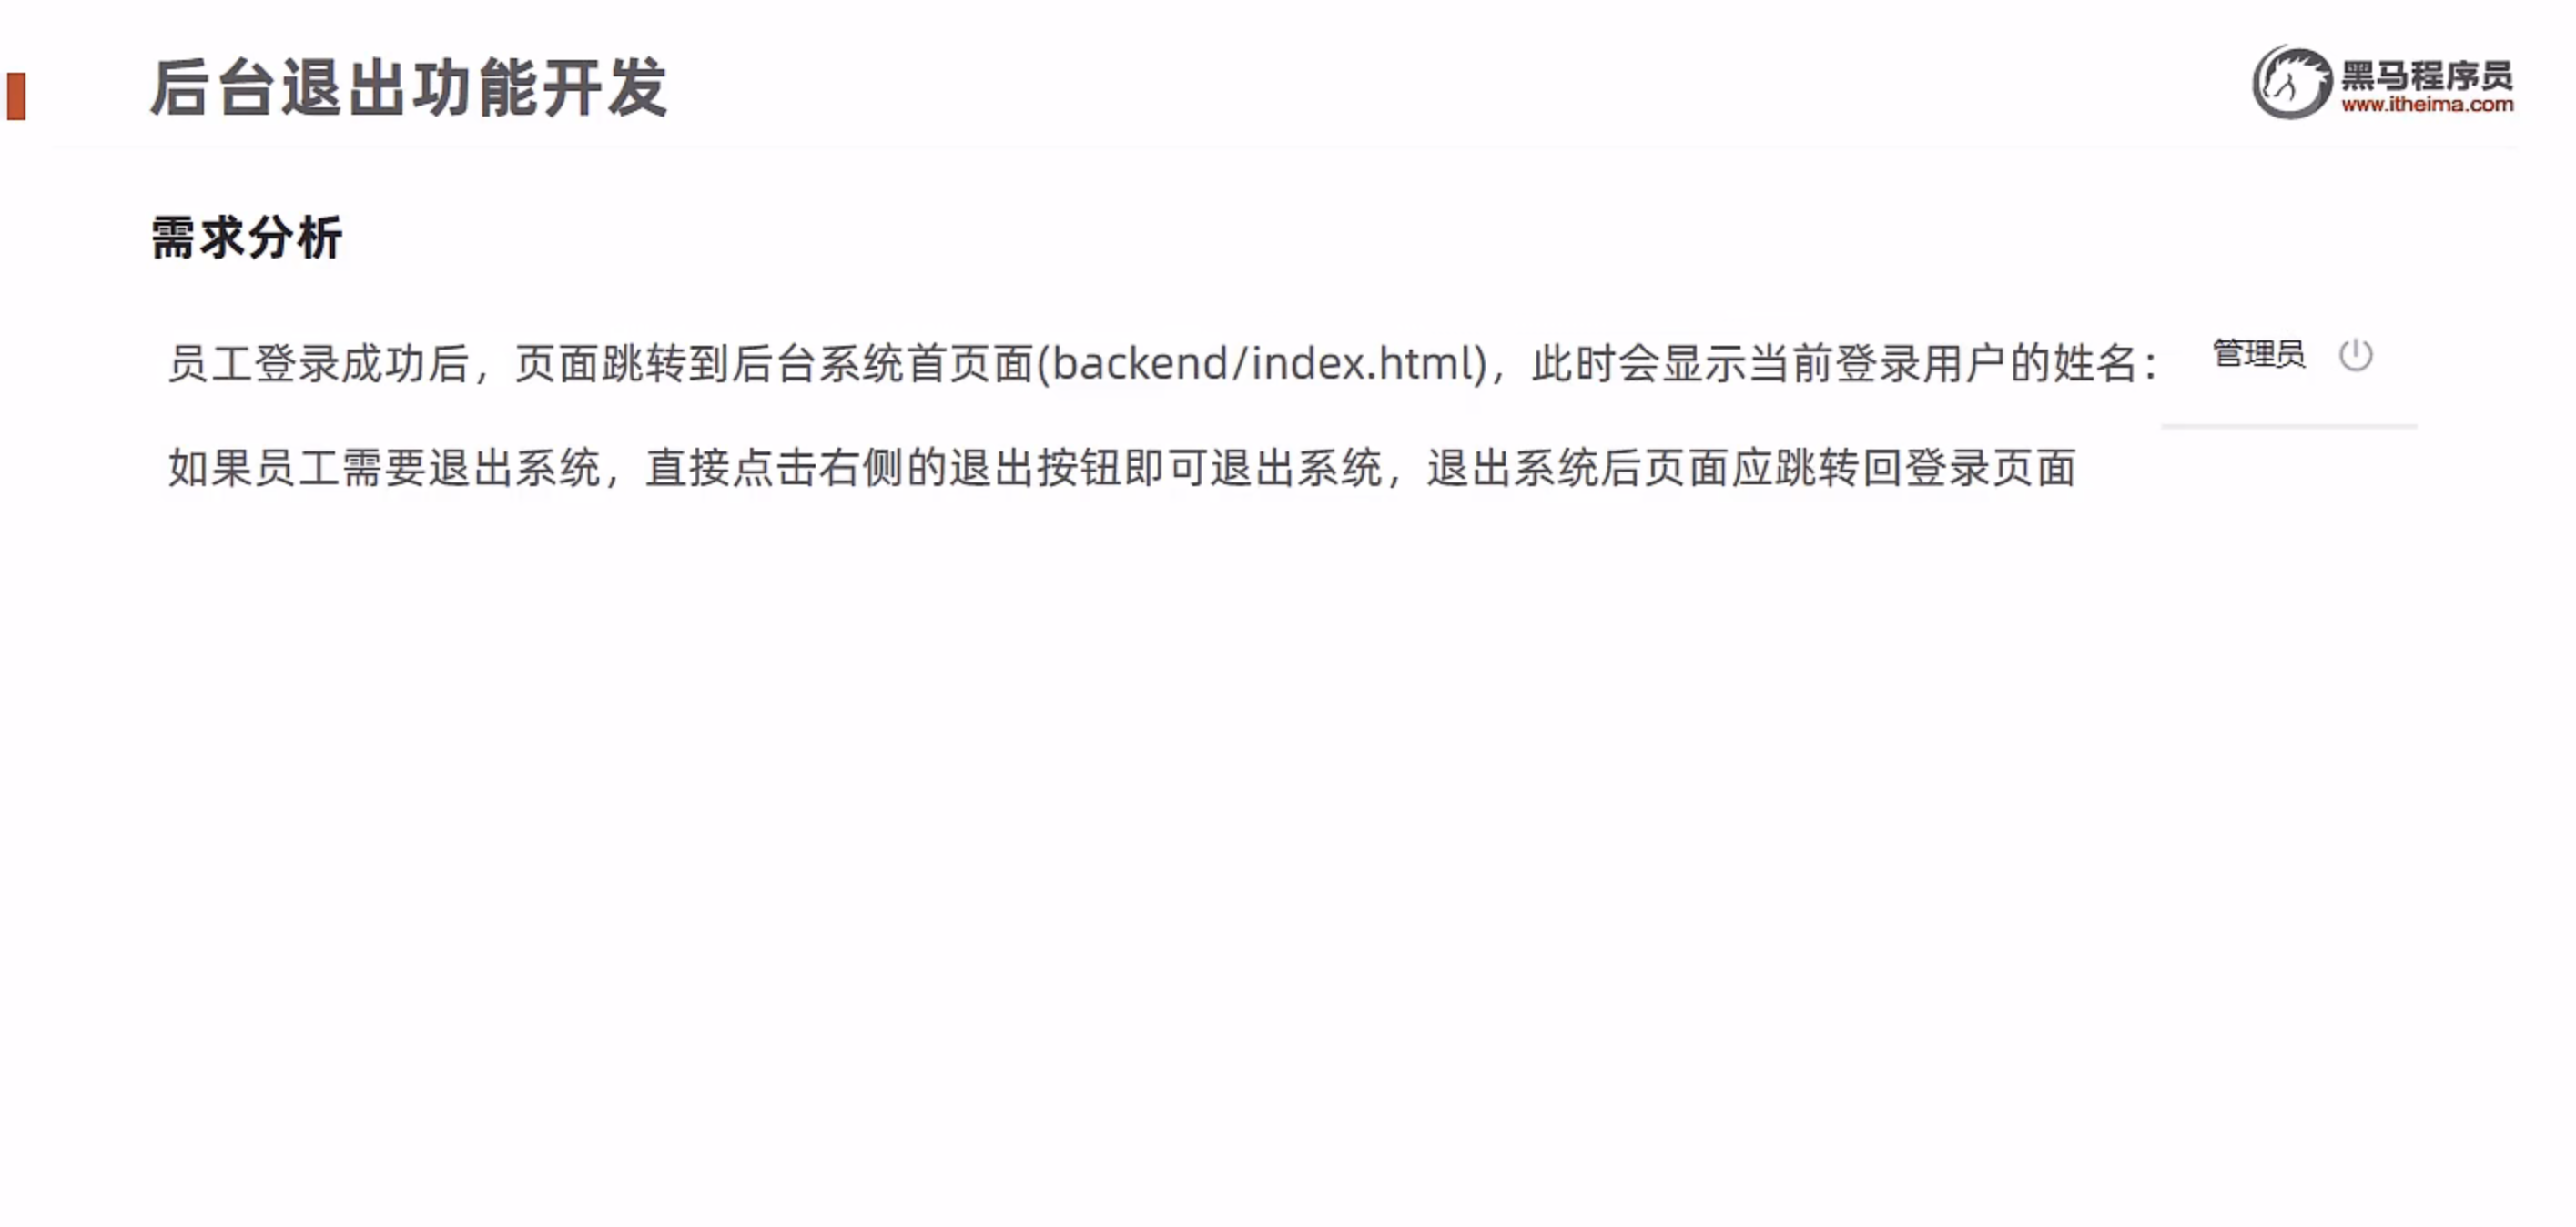 后台退出功能开发
黑马程序员
www.itheima.com
需求分析
员工登录成功后，页面跳转到后台系统首页面(backend/index.html)，此时会显示当前登录用户的姓名： 管理员
如果员工需要退出系统，直接点击右侧的退出按钮即可退出系统，退出系统后页面应跳转回登录页面